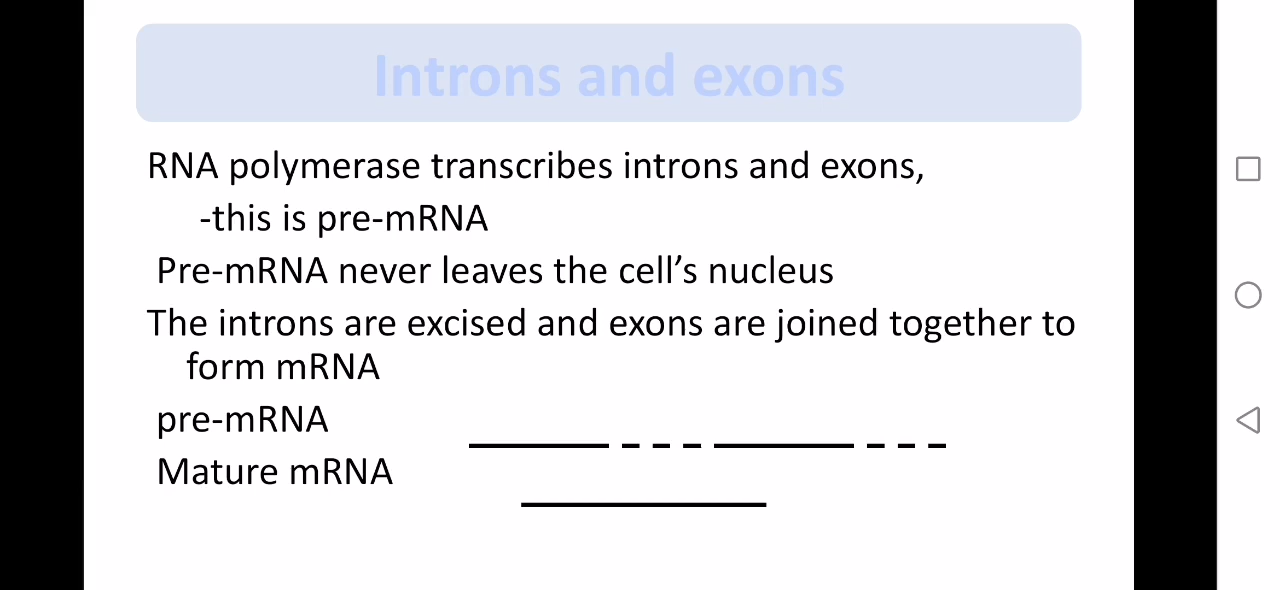 Introns and exons
RNA polymerase transcribes introns and exons,
-this is pre-mRNA
Pre-mRNA never leaves the cell’s nucleus
The introns are excised and exons are joined together to
form mRNA
pre-mRNA
Mature mRNA